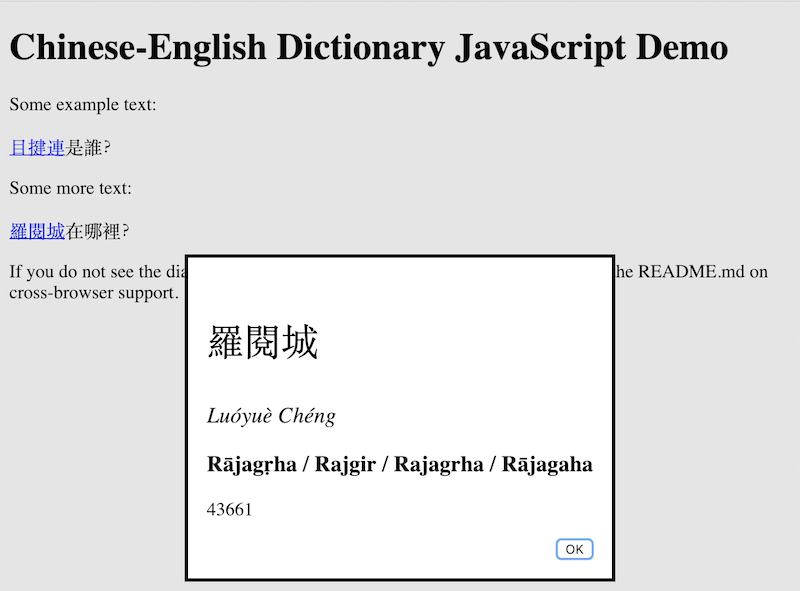 Chinese-English Dictionary JavaScript Demo
Some example text:
目揵連是誰?
Some more text:
羅閱城在哪裡?
If you do not see the he README.md on
cross-browser support.
羅閱城
Luóyuè Chéng
Rājagṛha / Rajgir / Rajagrha / Rājagaha
43661
OK